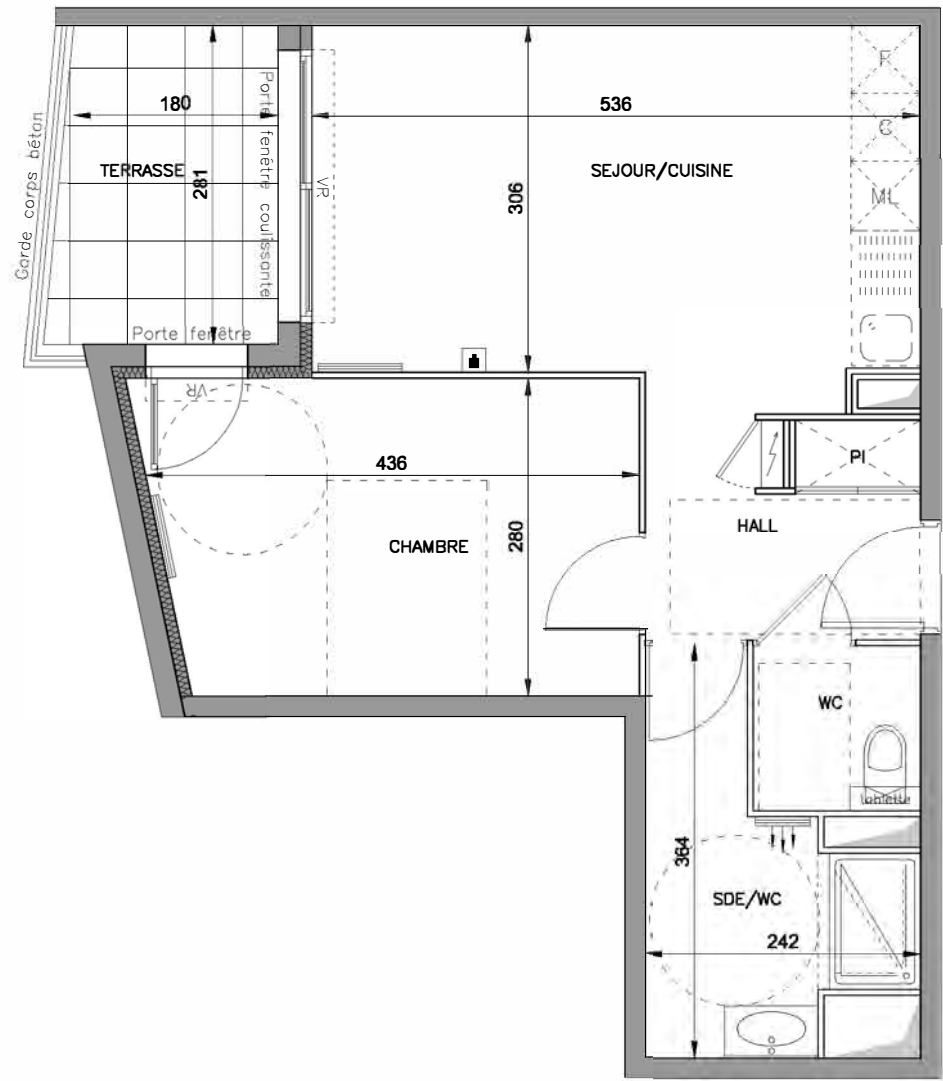 Garde corps béton
180
TERRASSE
281
Porte fenêtre coulissante
VR
Porte fenêtre
VR
536
SEJOUR/CUISINE
306
F
C
ML
436
CHAMBRE
280
PI
HALL
WC
tablette
364
SDE/WC
242